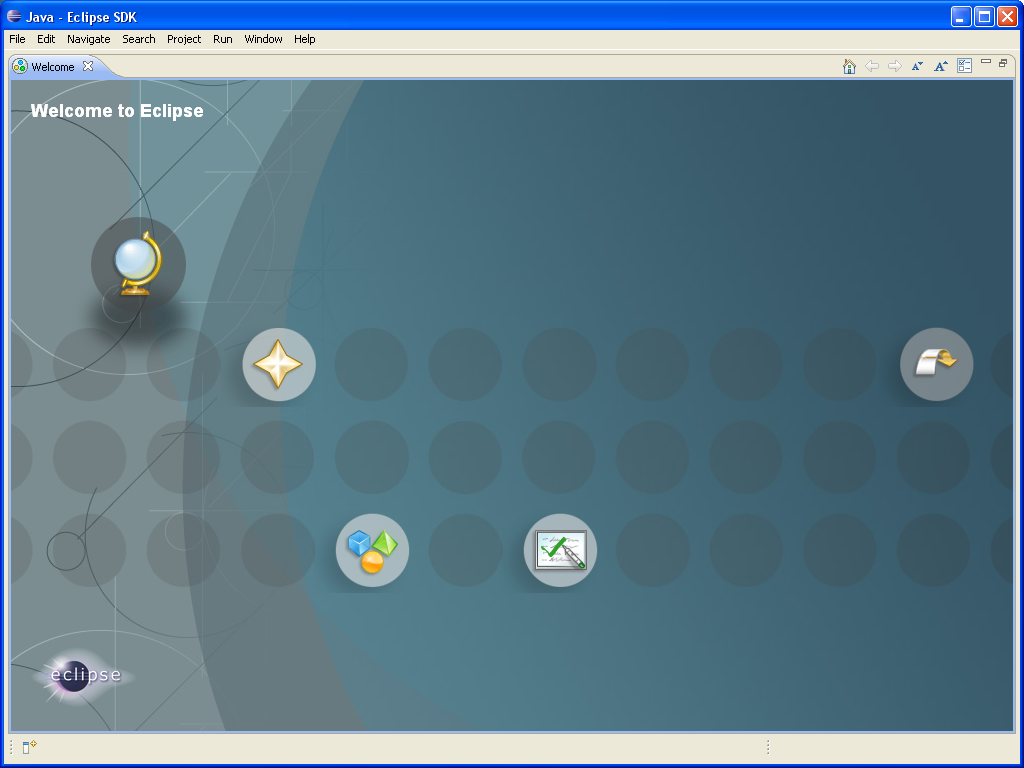 Java - Eclipse SDK
File Edit Navigate Search Project Run Window Help
Welcome
Welcome to Eclipse
eclipse